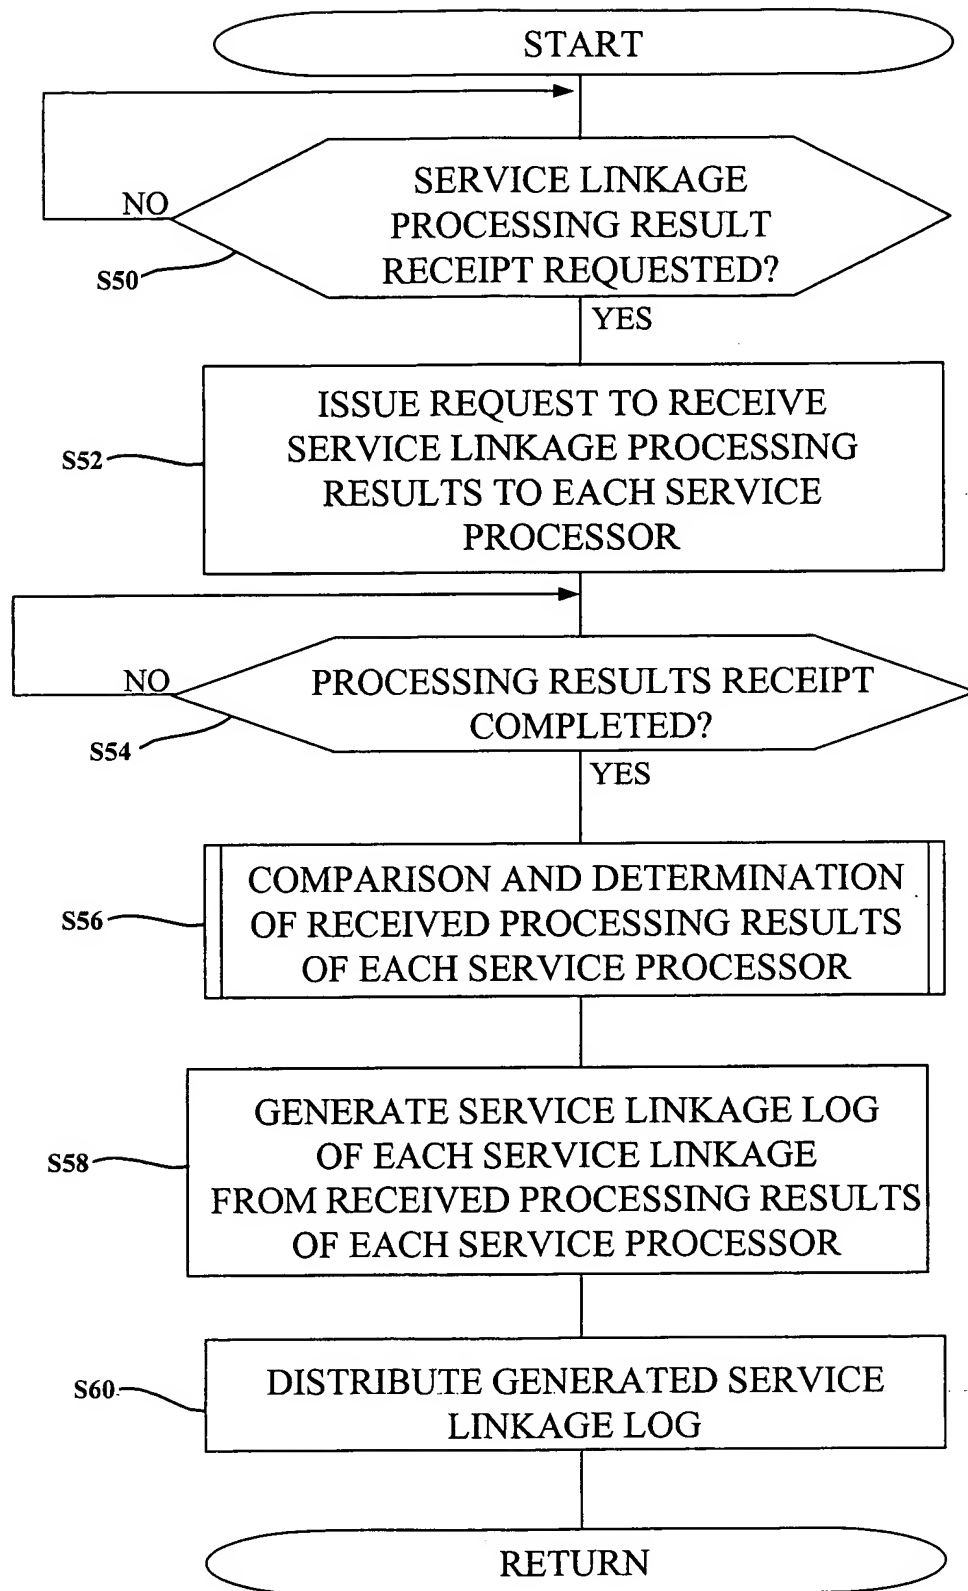 START
SERVICE LINKAGE
PROCESSING RESULT
RECEIPT REQUESTED?
NO
S50
YES
ISSUE REQUEST TO RECEIVE
SERVICE LINKAGE PROCESSING
RESULTS TO EACH SERVICE
PROCESSOR
S52
PROCESSING RESULTS RECEIPT
COMPLETED?
NO
S54
YES
COMPARISON AND DETERMINATION
OF RECEIVED PROCESSING RESULTS
OF EACH SERVICE PROCESSOR
S56
GENERATE SERVICE LINKAGE LOG
OF EACH SERVICE LINKAGE
FROM RECEIVED PROCESSING RESULTS
OF EACH SERVICE PROCESSOR
S58
DISTRIBUTE GENERATED SERVICE
LINKAGE LOG
S60
RETURN